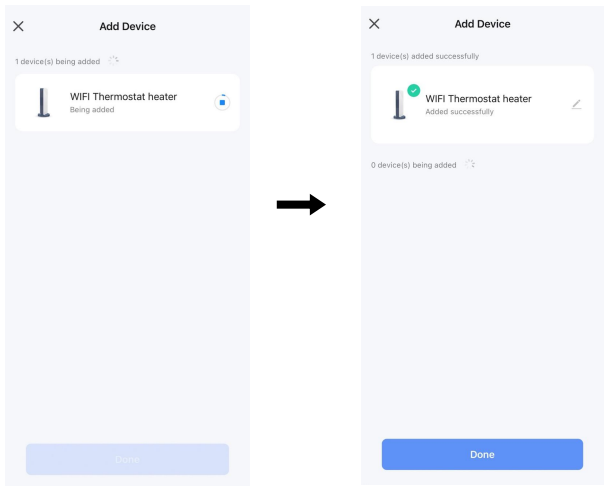 Add Device
1 device(s) being added
WIFI Thermostat heater
Being added
Done
Add Device
1 device(s) added successfully
WIFI Thermostat heater
Added successfully
0 device(s) being added
Done